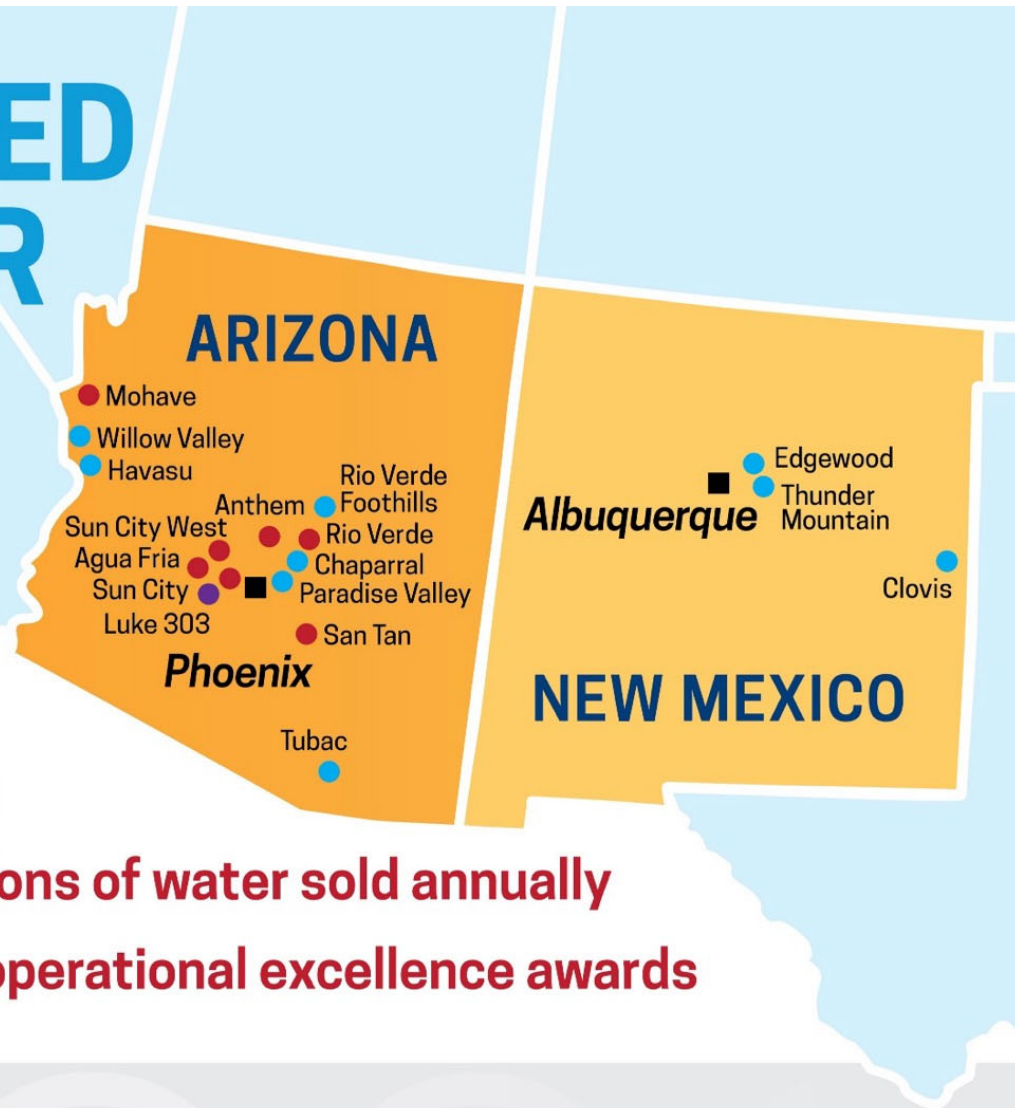 ED
R
ARIZONA
Mohave
Willow Valley
Havasu
Rio Verde
Foothills
Anthem
Sun City West
Rio Verde
Agua Fria
Chaparral
Sun City
Paradise Valley
Luke 303
San Tan
Phoenix
Tubac
Edgewood
Thunder
Mountain
Albuquerque
Clovis
NEW MEXICO
ons of water sold annually
operational excellence awards